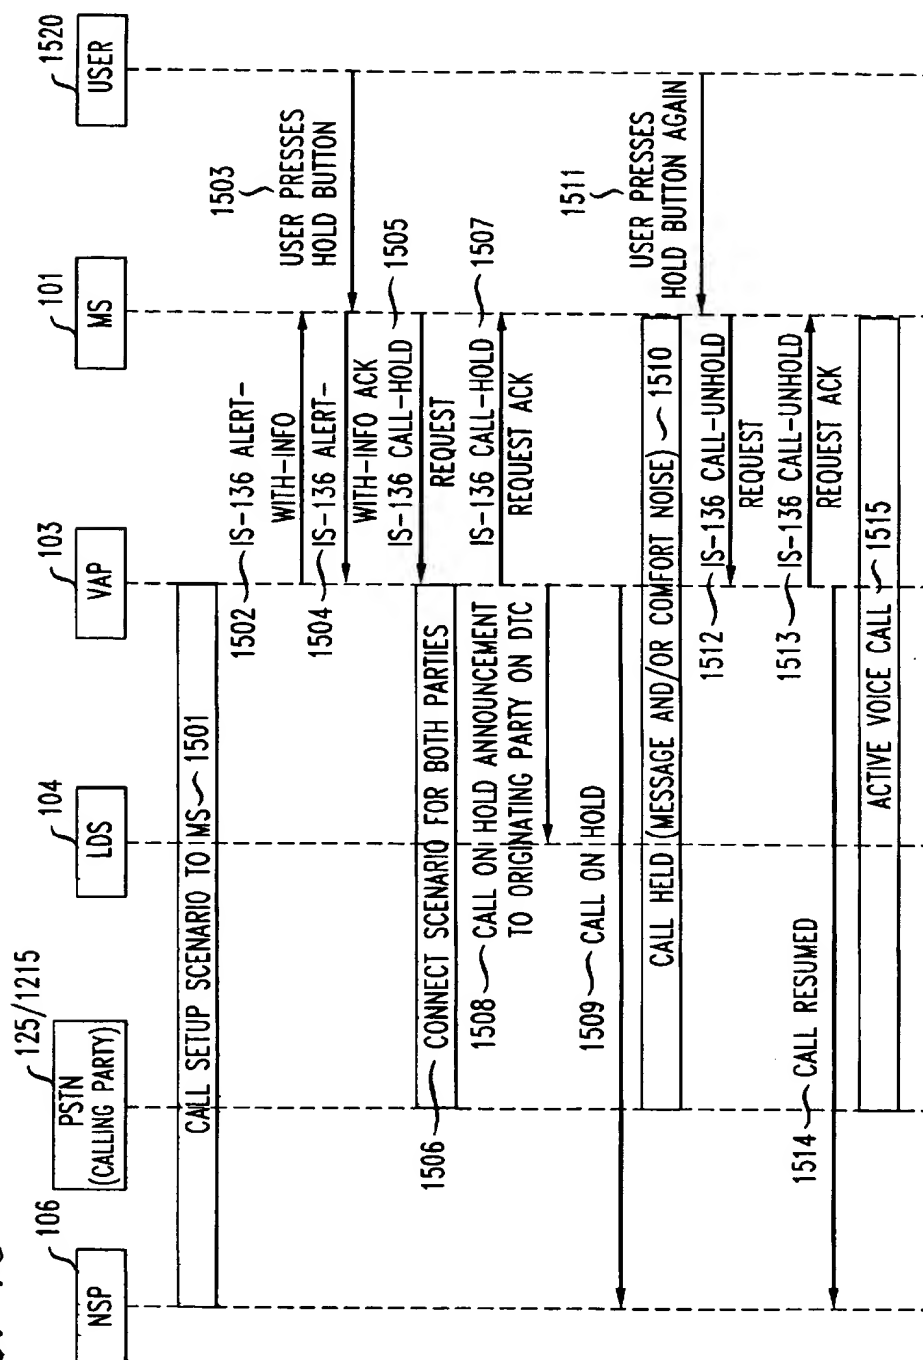 106
NSP
125/1215
PSTN
(CALLING PARTY)
104
LDS
103
VAP
101
MS
1520
USER
CALL SETUP SCENARIO TO MS 1501
1502 IS-136 ALERT-
WITH-INFO
1503
USER PRESSES
HOLD BUTTON
1504 IS-136 ALERT-
WITH-INFO ACK
IS-136 CALL-HOLD 1505
REQUEST
1506 CONNECT SCENARIO FOR BOTH PARTIES
IS-136 CALL-HOLD 1507
REQUEST ACK
1508 CALL ON HOLD ANNOUNCEMENT
TO ORIGINATING PARTY ON DTC
1509 CALL ON HOLD
CALL HELD (MESSAGE AND/OR COMFORT NOISE) 1510
1511
USER PRESSES
HOLD BUTTON AGAIN
1512 IS-136 CALL-UNHOLD
REQUEST
1513 IS-136 CALL-UNHOLD
REQUEST ACK
1514 CALL RESUMED
ACTIVE VOICE CALL 1515